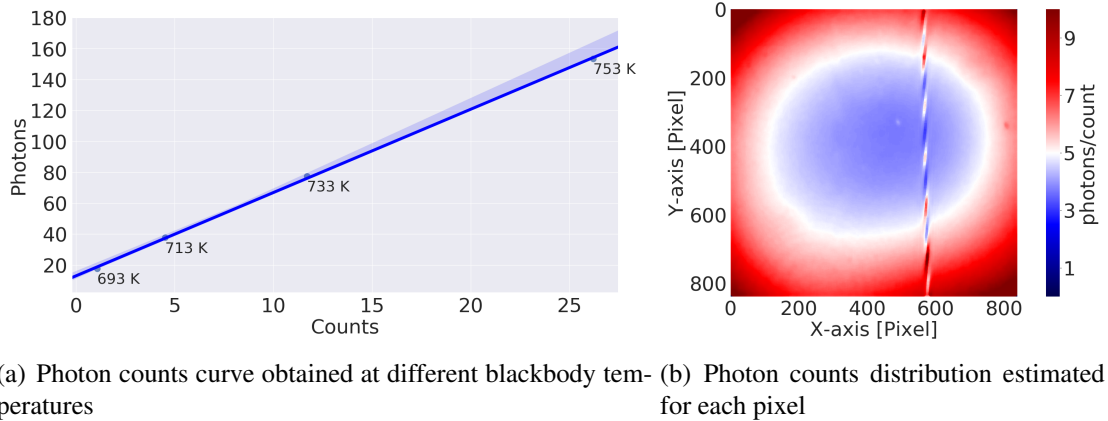 180
160
140
120
100
80
60
40
20
Photons
693 K
713 K
733 K
753 K
0 5 10 15 20 25
Counts
0
200
400
600
800
Y-axis [Pixel]
0 200 400 600 800
X-axis [Pixel]
9
7
5
3
1
photons/count
(a) Photon counts curve obtained at different blackbody tem-
peratures
(b) Photon counts distribution estimated
for each pixel